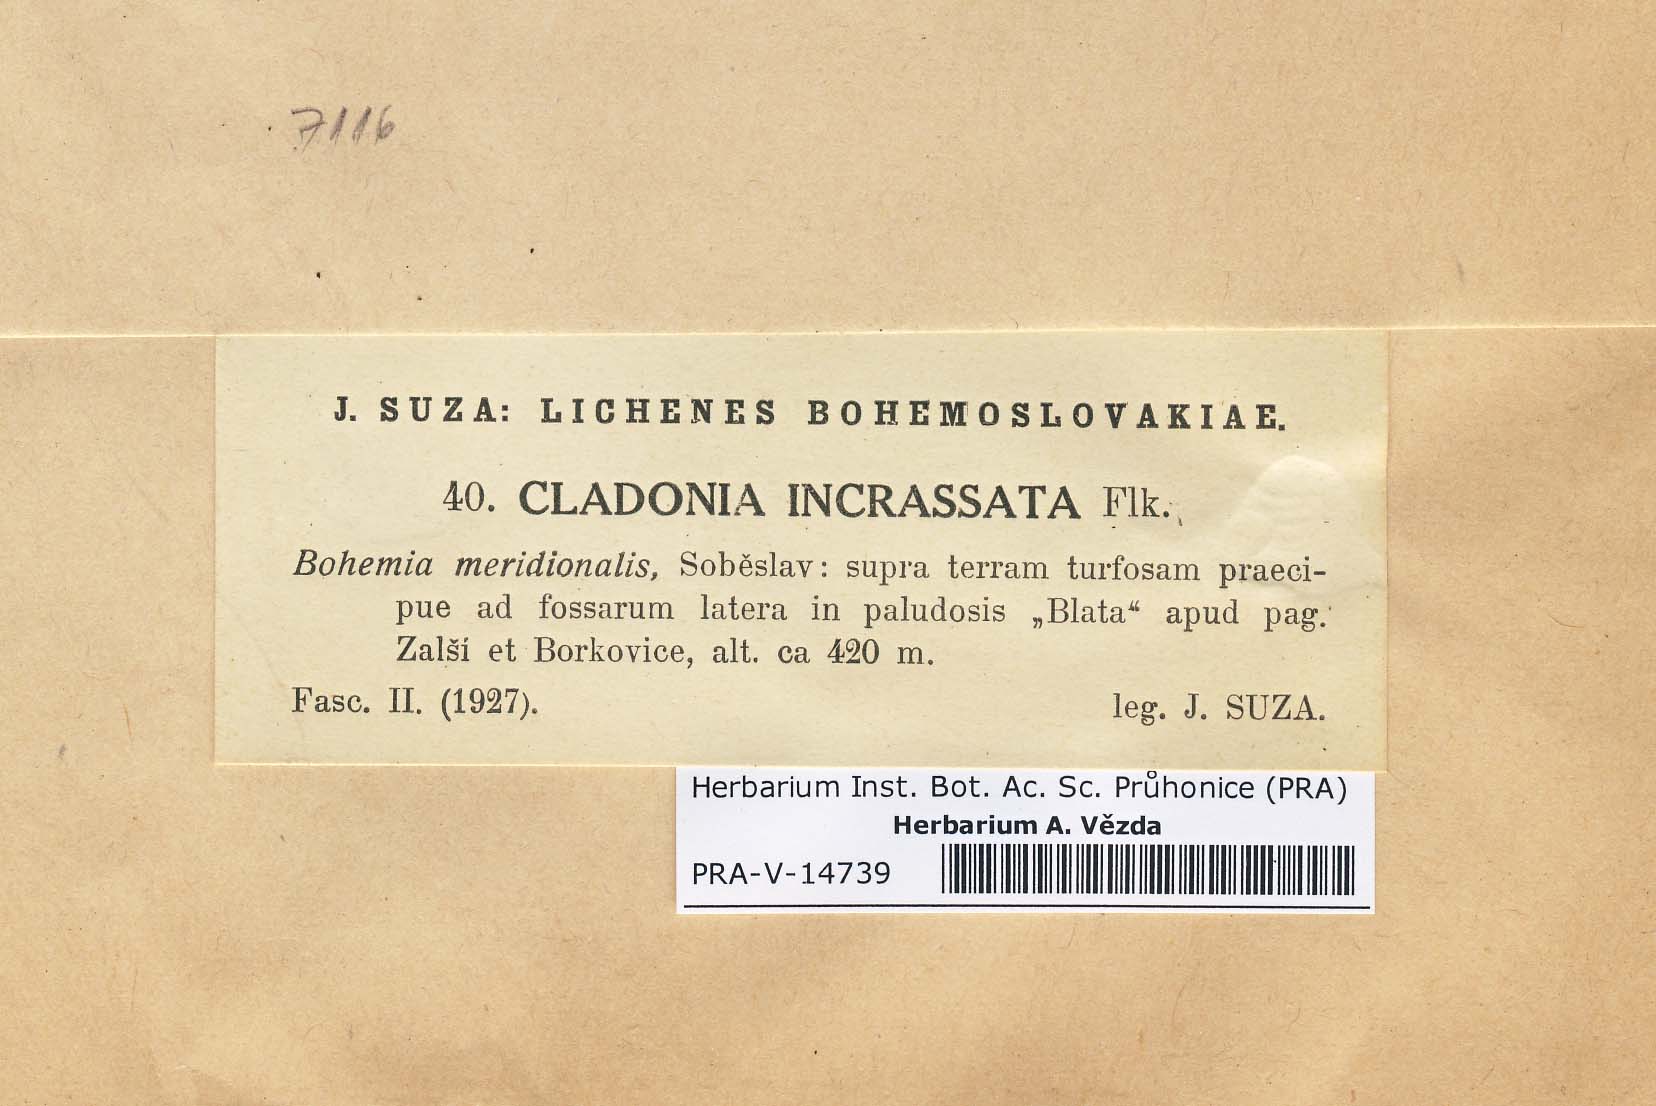 7116
J. SUZA: LICHENES BOHEMOSLOVAKIAE.
40. CLADONIA INCRASSATA Flk.
Bohemia meridionalis, Soběslav: supra terram turfosam praeci-
pue ad fossarum latera in paludosis „Blata“ apud pag.
Zalší et Borkovice, alt. ca 420 m.
Fasc. II. (1927). leg. J. SUZA.
Herbarium Inst. Bot. Ac. Sc. Průhonice (PRA)
Herbarium A. Vězda
PRA-V-14739